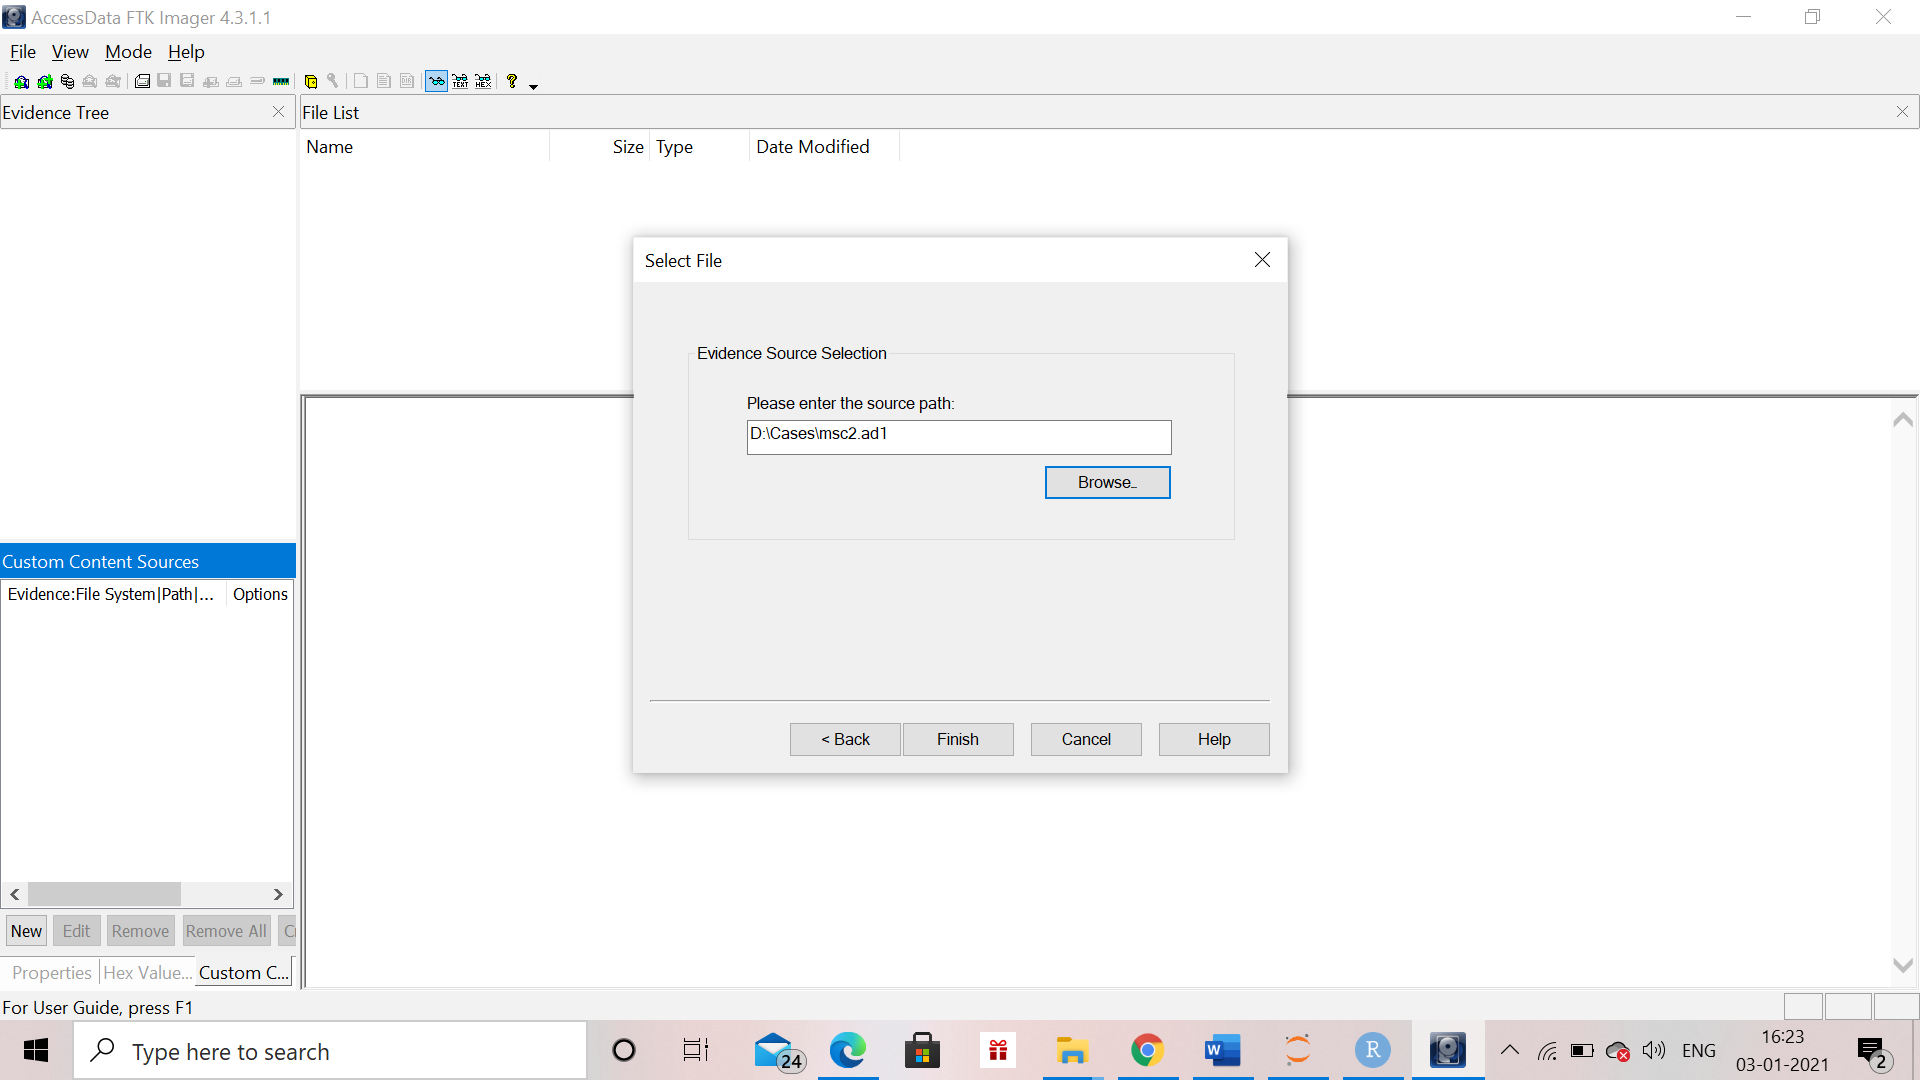 AccessData FTK Imager 4.3.1.1
File View Mode Help
TEXT HEX
Evidence Tree
File List
Name Size Type Date Modified
Select File
Evidence Source Selection
Please enter the source path:
D:\Cases\msc2.ad1
Browse..
< Back Finish Cancel Help
Custom Content Sources
Evidence:File System|Path|... Options
New Edit Remove Remove All
Properties Hex Value... Custom C...
For User Guide, press F1
Type here to search
24
W
R
ENG
16:23
03-01-2021
2